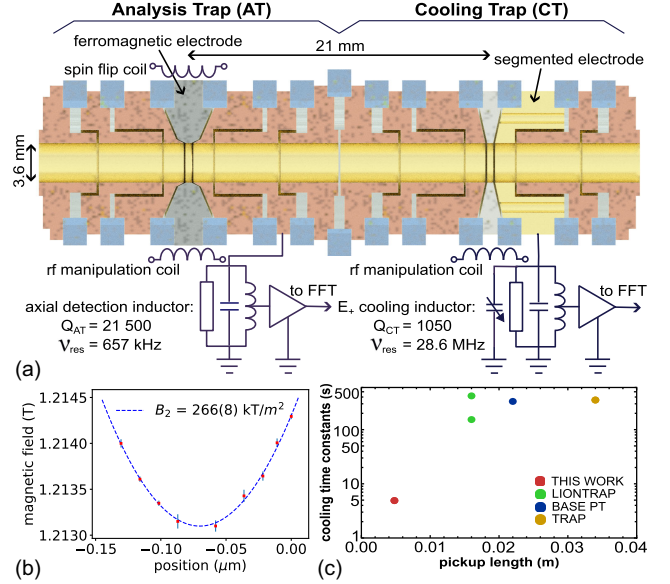 Analysis Trap (AT)
Cooling Trap (CT)
ferromagnetic electrode
21 mm
segmented electrode
spin flip coil
3,6 mm
rf manipulation coil
rf manipulation coil
to FFT
to FFT
axial detection inductor:
Q_AT = 21 500
ν_res = 657 kHz
E₊ cooling inductor:
Q_CT = 1050
ν_res = 28.6 MHz
(a)
magnetic field (T)
1.2145
1.2140
1.2135
1.2130
B₂ = 266(8) kT/m²
−0.15
−0.10
−0.05
0.00
position (μm)
(b)
cooling time constants (s)
500
100
50
10
5
1
THIS WORK
LIONTRAP
BASE PT
TRAP
0.00
0.01
0.02
0.03
0.04
pickup length (m)
(c)